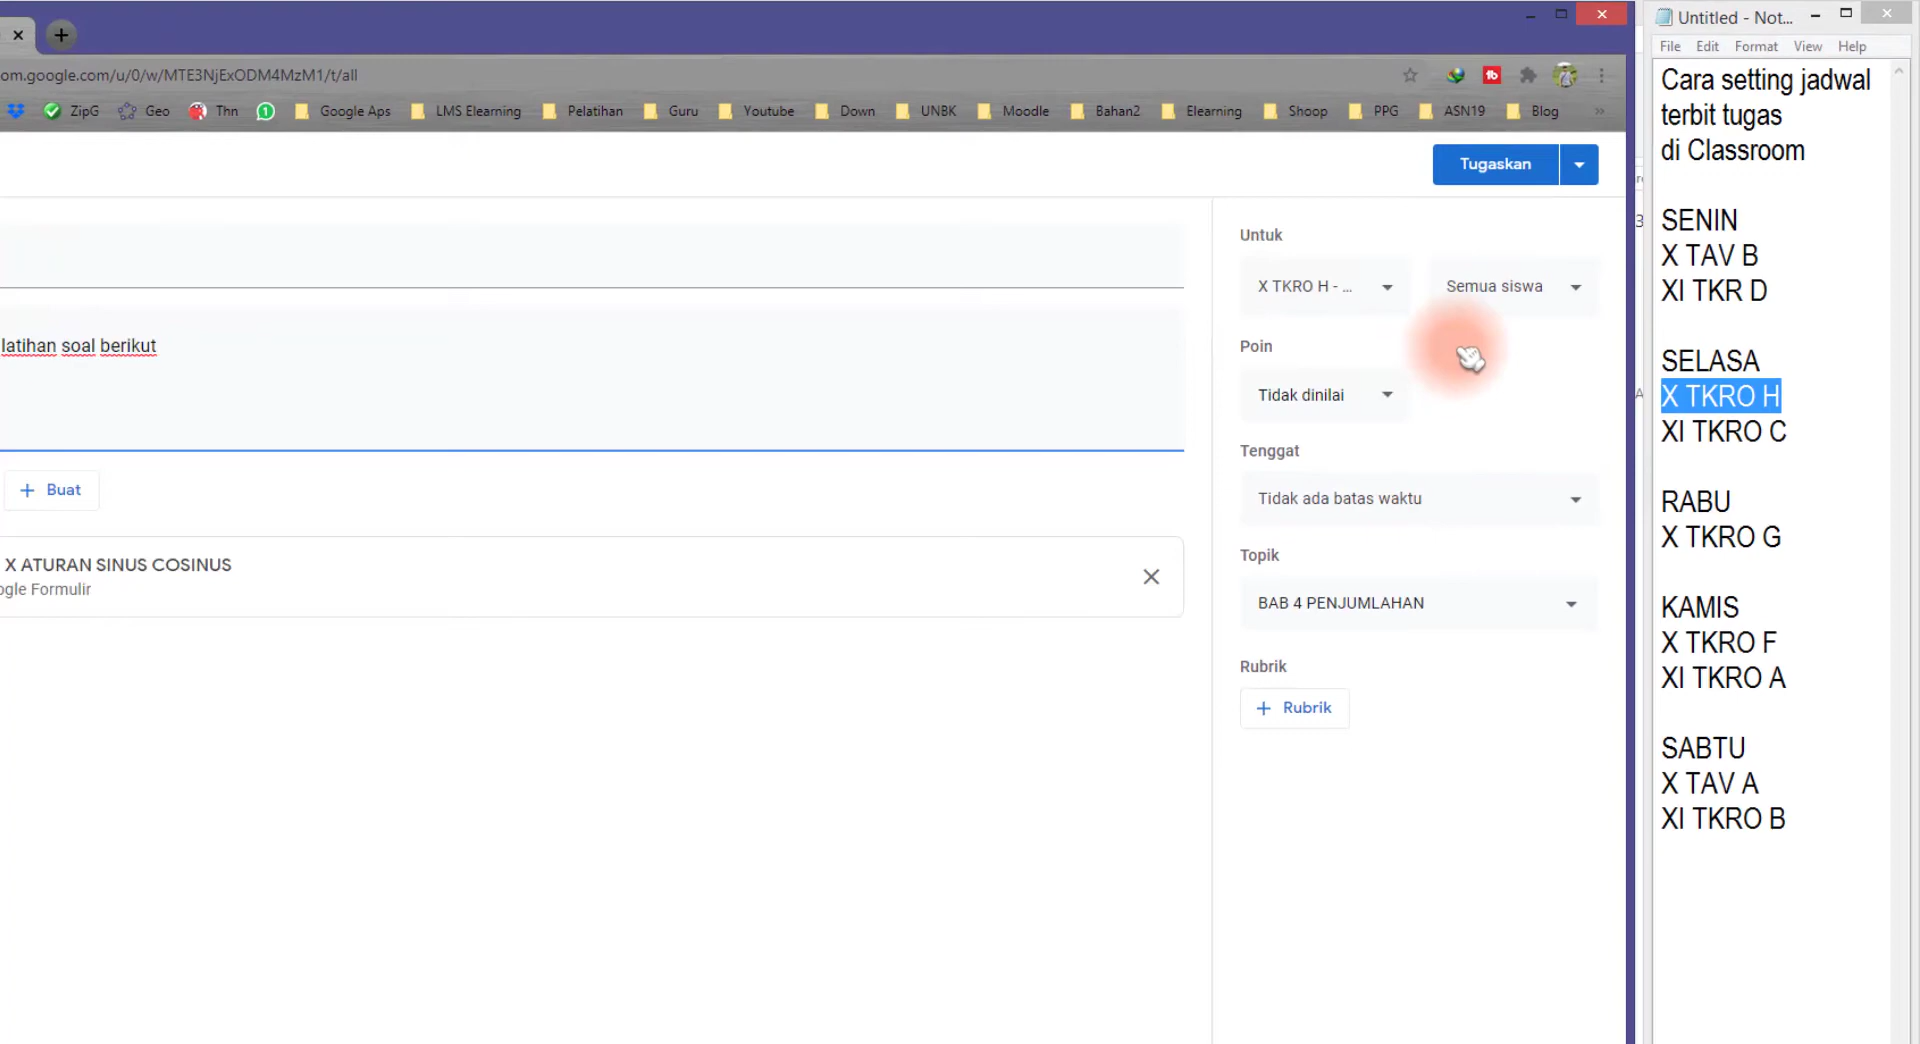 om.google.com/u/0/w/MTE3NjExODM4MzM1/t/all
ZipG
Geo
Thn
1
Google Aps
LMS Elearning
Pelatihan
Guru
Youtube
Down
UNBK
Moodle
Bahan2
Elearning
Shoop
PPG
ASN19
Blog
»
Tugaskan
latihan soal berikut
+ Buat
X ATURAN SINUS COSINUS
ogle Formulir
Untuk
X TKRO H - ...
Semua siswa
Poin
Tidak dinilai
Tenggat
Tidak ada batas waktu
Topik
BAB 4 PENJUMLAHAN
Rubrik
+ Rubrik
Untitled - Not...
File Edit Format View Help
Cara setting jadwal
terbit tugas
di Classroom
SENIN
X TAV B
XI TKR D
SELASA
X TKRO H
XI TKRO C
RABU
X TKRO G
KAMIS
X TKRO F
XI TKRO A
SABTU
X TAV A
XI TKRO B